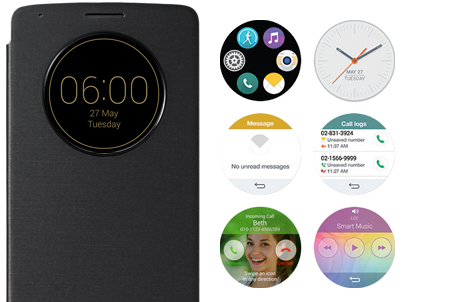 06:00
27 May
Tuesday
MAY 27
TUESDAY
Message
No unread messages
Call logs
02-831-3924
Unsaved number
11:27 AM
02-1566-9999
Unsaved number
11:27 AM
Incoming Call
Beth
Swipe an icon
in any direction
Smart Music